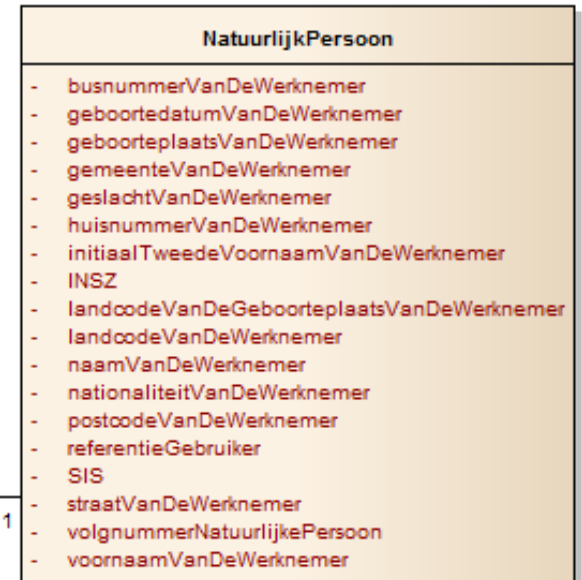 NatuurlijkPersoon
- busnummerVanDeWerknemer
- geboortedatumVanDeWerknemer
- geboorteplaatsVanDeWerknemer
- gemeenteVanDeWerknemer
- geslachtVanDeWerknemer
- huisnummerVanDeWerknemer
- initiaalTweedeVoornaamVanDeWerknemer
- INSZ
- landcodeVanDeGeboorteplaatsVanDeWerknemer
- landcodeVanDeWerknemer
- naamVanDeWerknemer
- nationaliteitVanDeWerknemer
- postcodeVanDeWerknemer
- referentieGebruiker
- SIS
- straatVanDeWerknemer
1
- volgnummerNatuurlijkePersoon
- voornaamVanDeWerknemer